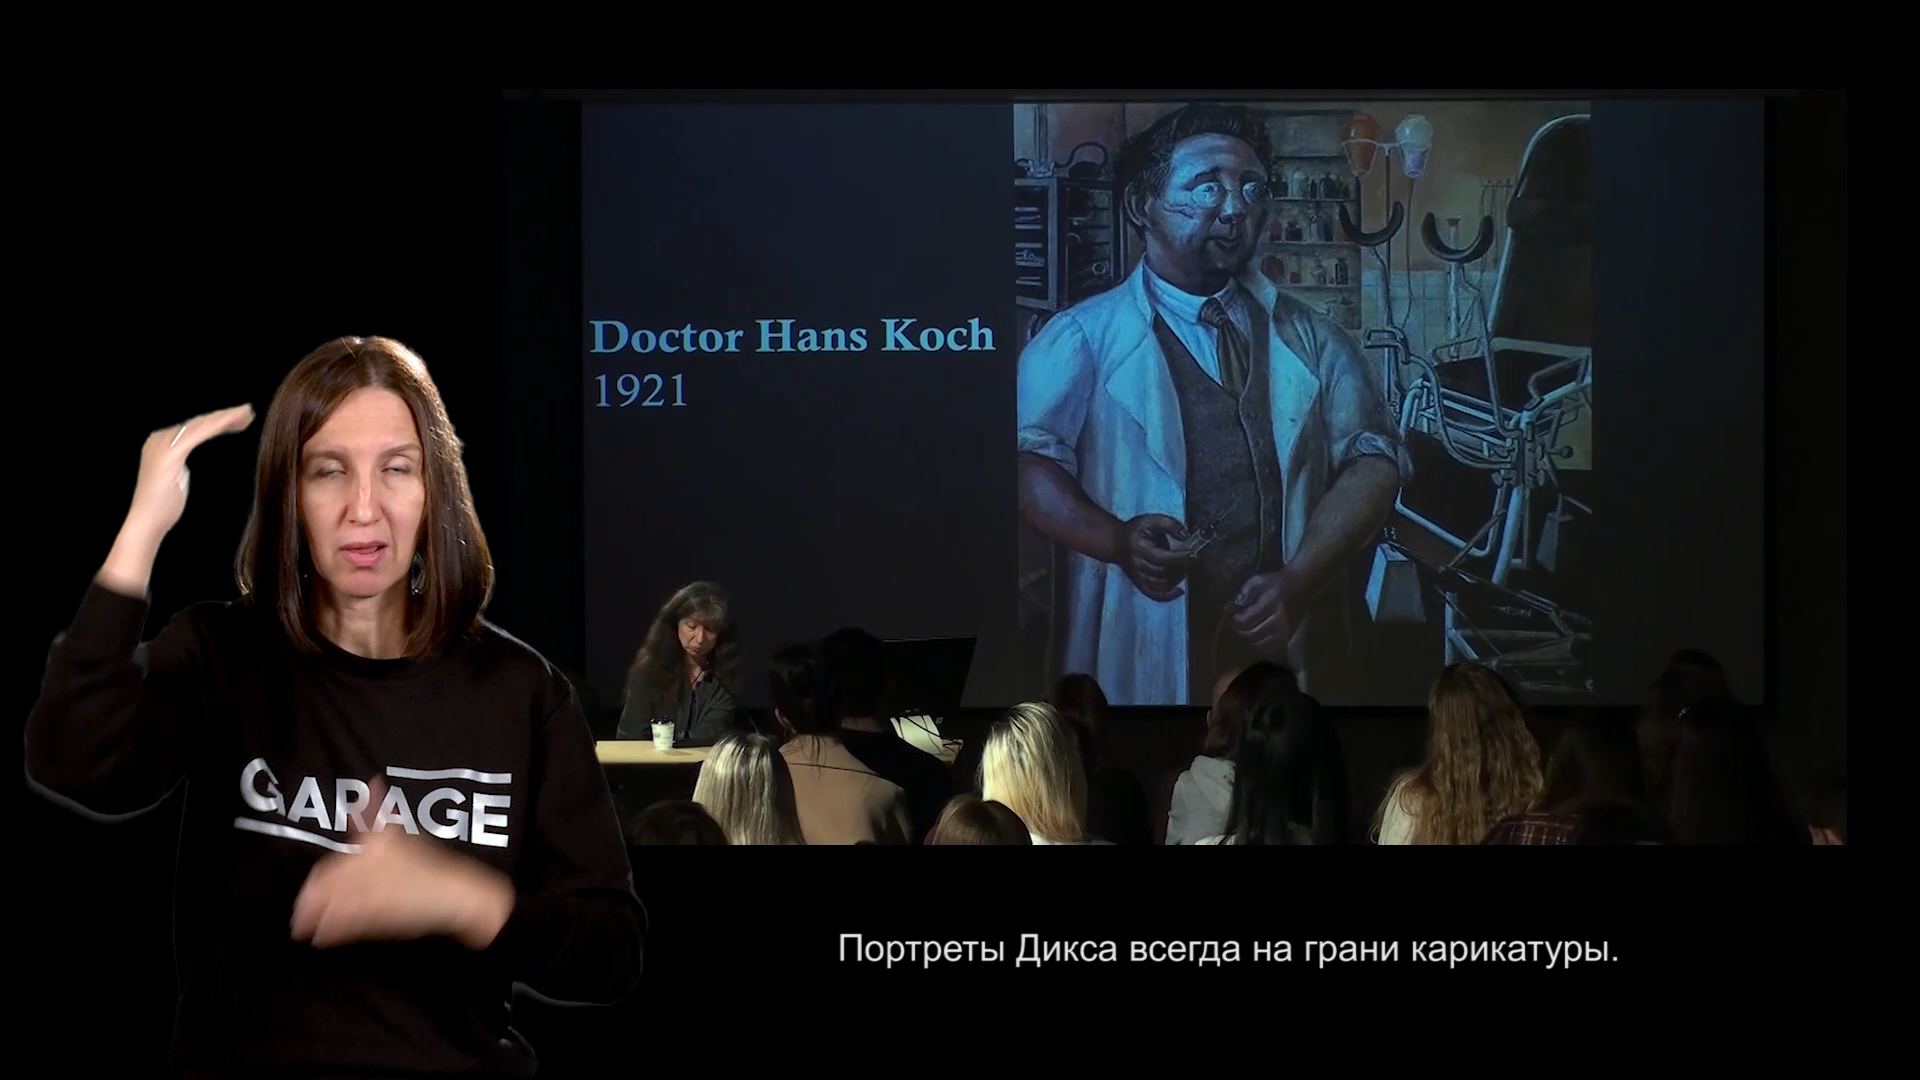 Doctor Hans Koch
1921
GARAGE
Портреты Дикса всегда на грани карикатуры.